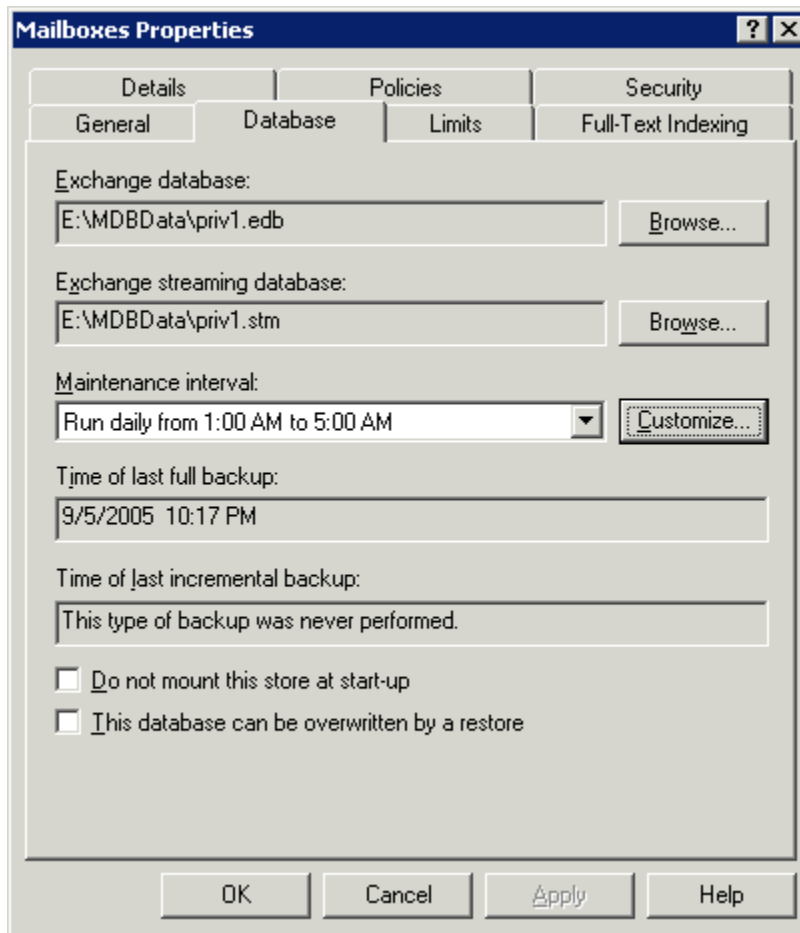 Mailboxes Properties
Details Policies Security
General Database Limits Full-Text Indexing
Exchange database:
E:\MDBData\priv1.edb Browse...
Exchange streaming database:
E:\MDBData\priv1.stm Browse...
Maintenance interval:
Run daily from 1:00 AM to 5:00 AM Customize...
Time of last full backup:
9/5/2005 10:17 PM
Time of last incremental backup:
This type of backup was never performed.
Do not mount this store at start-up
This database can be overwritten by a restore
OK Cancel Apply Help